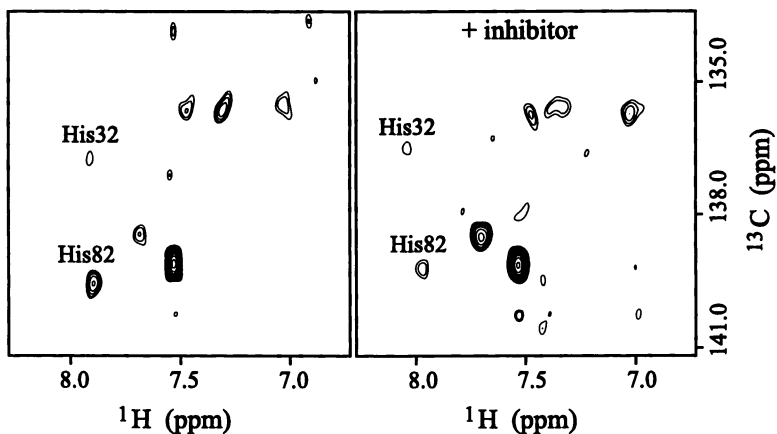 + inhibitor
His32
His82
His32
His82
135.0
138.0
141.0
13C (ppm)
8.0 7.5 7.0
8.0 7.5 7.0
1H (ppm)
1H (ppm)